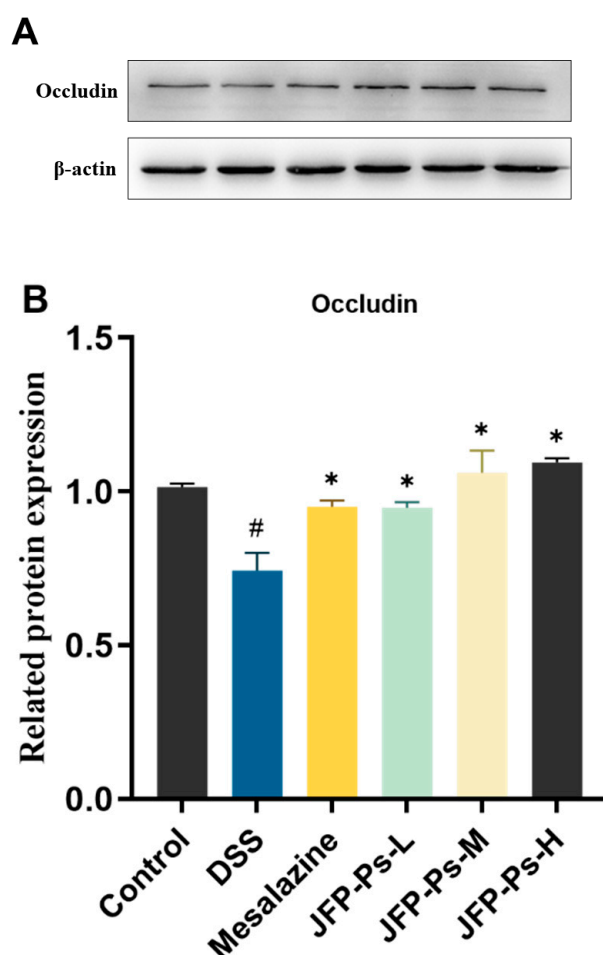 A
Occludin
β-actin
B
Occludin
Related protein expression
1.5
1.0
0.5
0.0
#
*
*
*
*
Control
DSS
Mesalazine
JFP-Ps-L
JFP-Ps-M
JFP-Ps-H